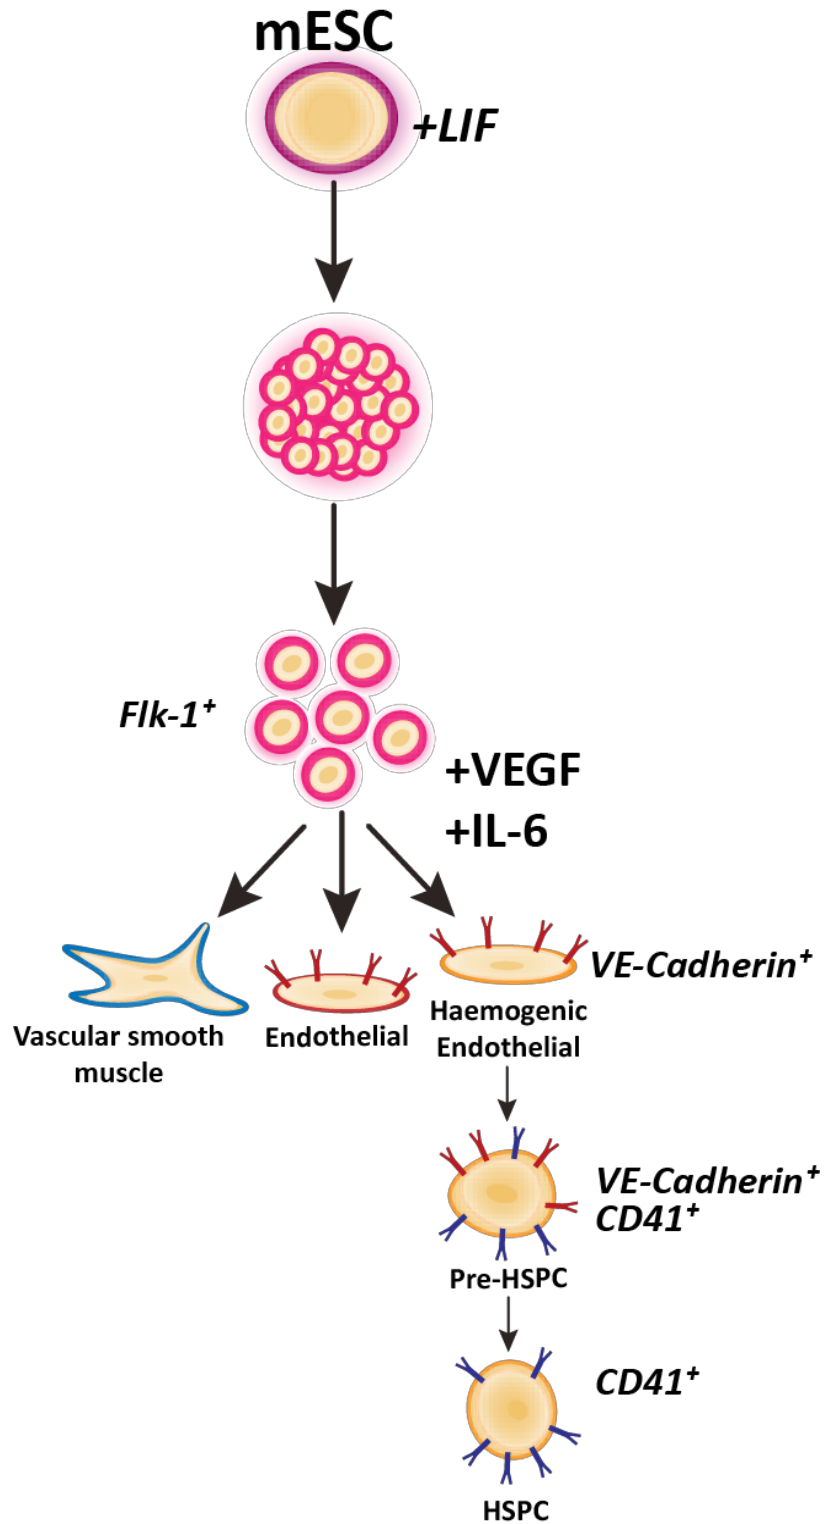 mESC
+LIF
Flk-1⁺
+VEGF
+IL-6
VE-Cadherin⁺
Vascular smooth
muscle
Endothelial
Haemogenic
Endothelial
VE-Cadherin⁺
CD41⁺
Pre-HSPC
CD41⁺
HSPC